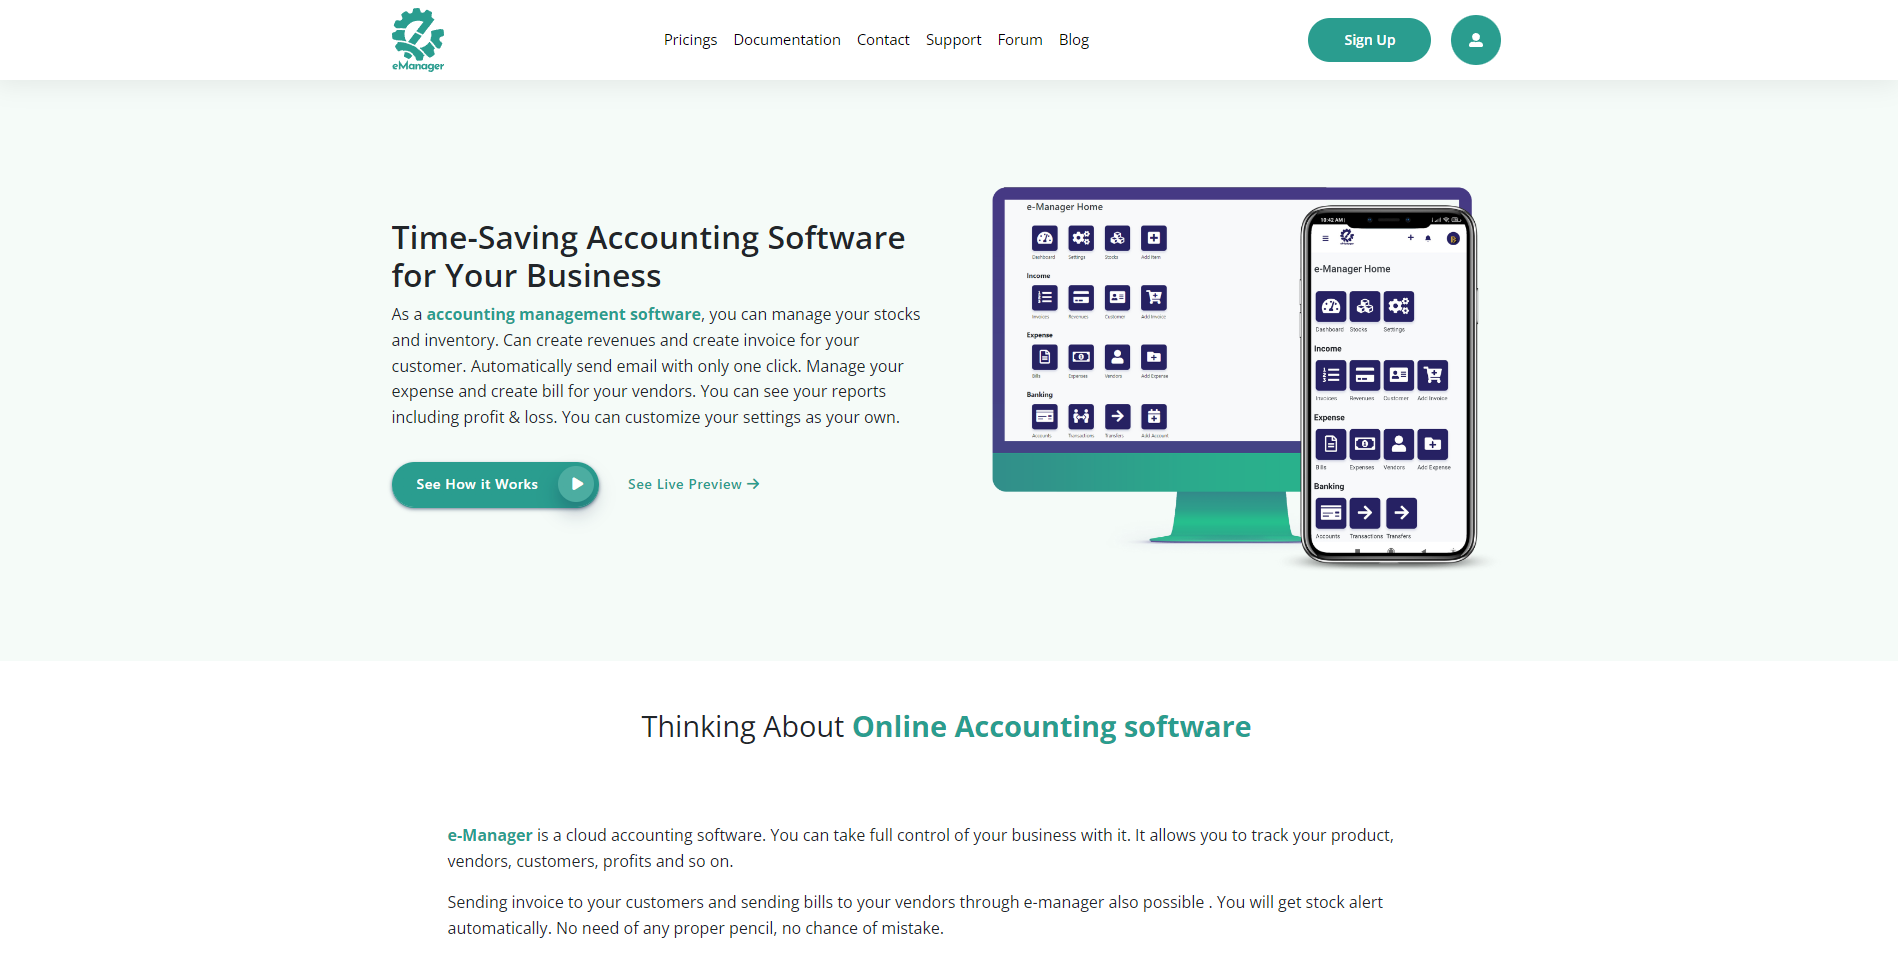 eManager
Pricings Documentation Contact Support Forum Blog
Sign Up
Time-Saving Accounting Software
for Your Business
As a accounting management software, you can manage your stocks
and inventory. Can create revenues and create invoice for your
customer. Automatically send email with only one click. Manage your
expense and create bill for your vendors. You can see your reports
including profit & loss. You can customize your settings as your own.
See How it Works
See Live Preview
e-Manager Home
Dashboard Settings Stocks Add Item
Income
Invoices Revenues Customer Add Invoice
Expense
Bills Expenses Vendors Add Expense
Banking
Accounts Transactions Transfers Add Account
10:42 AM
e-Manager Home
Dashboard Stocks Settings
Income
Invoices Revenues Customer Add Invoice
Expense
Bills Expenses Vendors Add Expense
Banking
Accounts Transactions Transfers
Thinking About Online Accounting software
e-Manager is a cloud accounting software. You can take full control of your business with it. It allows you to track your product,
vendors, customers, profits and so on.
Sending invoice to your customers and sending bills to your vendors through e-manager also possible . You will get stock alert
automatically. No need of any proper pencil, no chance of mistake.